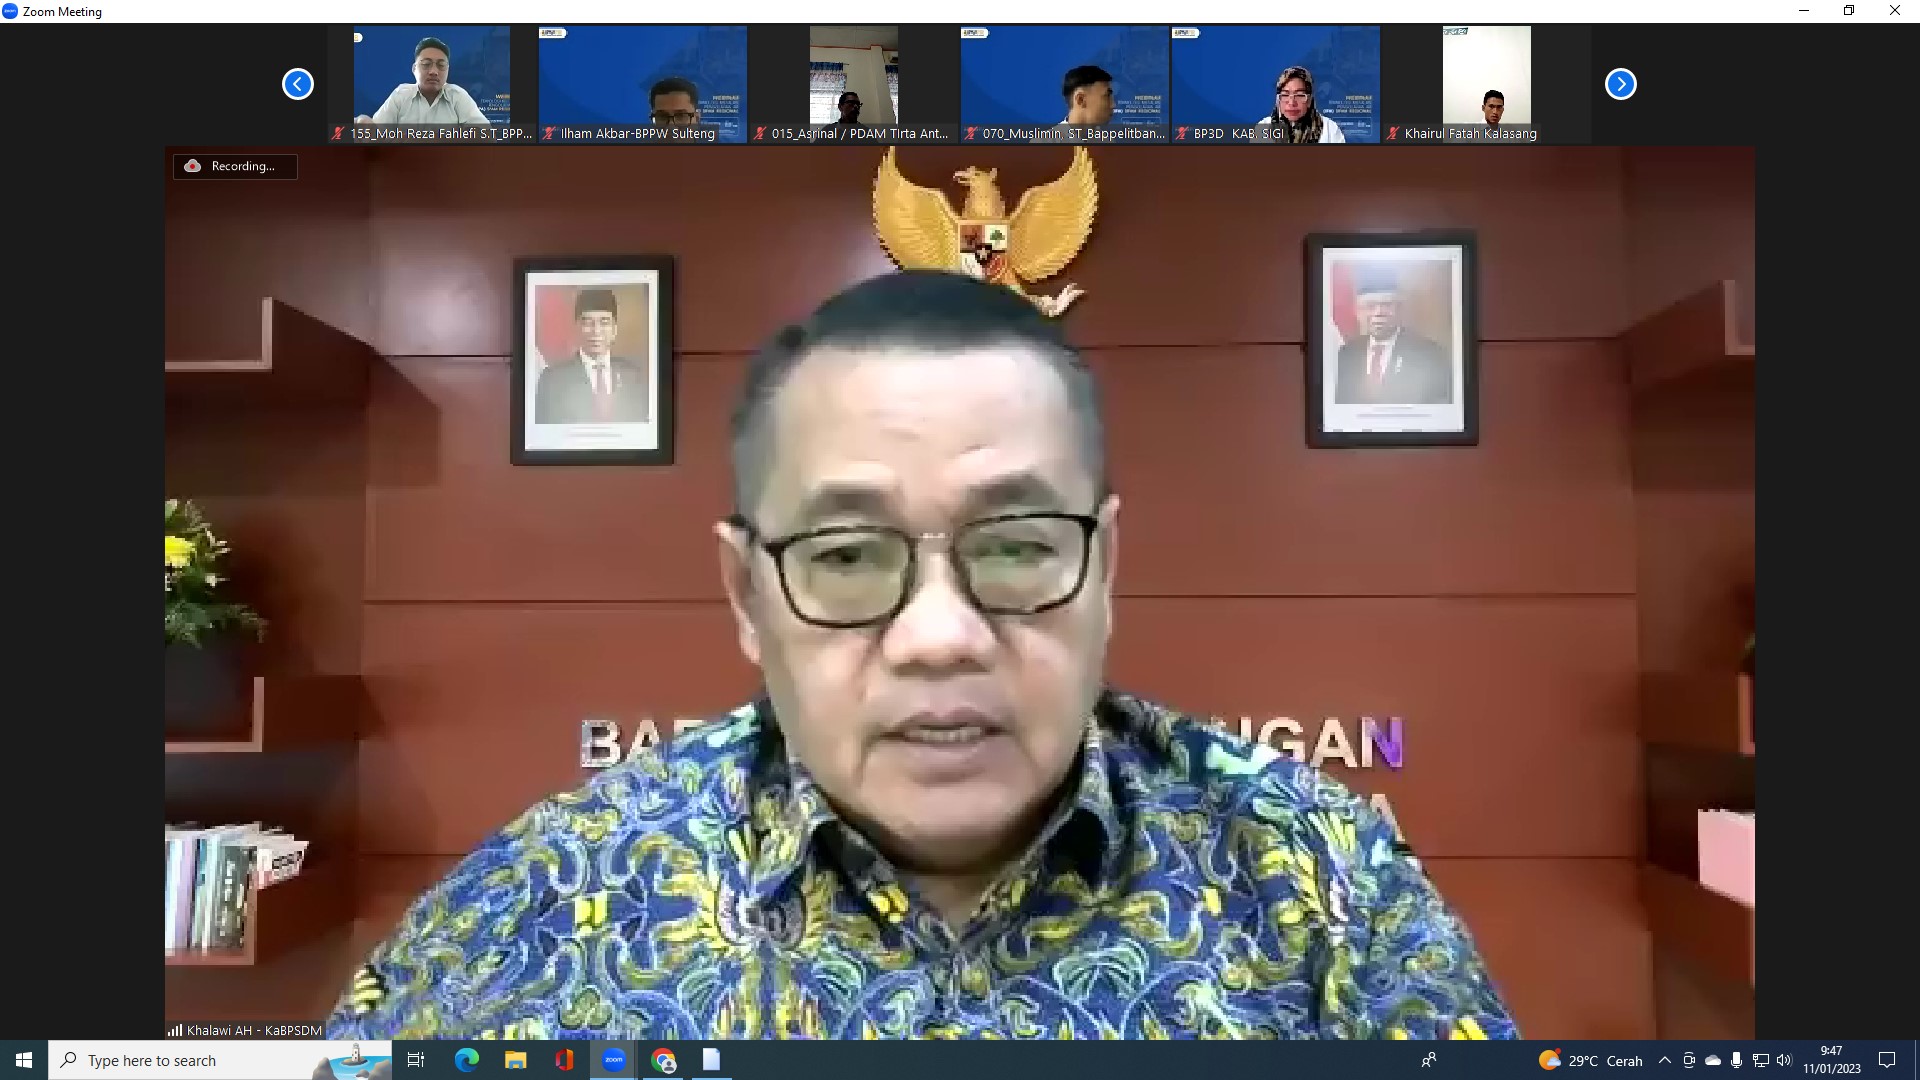 Zoom Meeting
155_Moh Reza Fahlefi S.T_BPP...
Ilham Akbar-BPPW Sulteng
015_Asrinal / PDAM TIrta Ant...
070_Muslimin, ST_Bappelitban...
BP3D KAB. SIGI
Khairul Fatah Kalasang
Recording...
Khalawi AH - KaBPSDM
Type here to search
zoom
29°C Cerah
9:47
11/01/2023